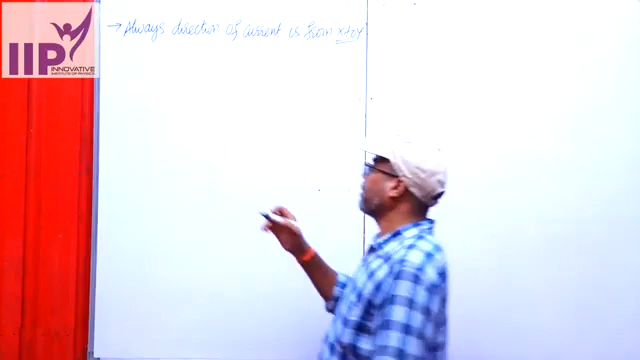 IIP
INNOVATIVE
INSTITUTE OF PHYSICS
→ Always direction of current is from x to y